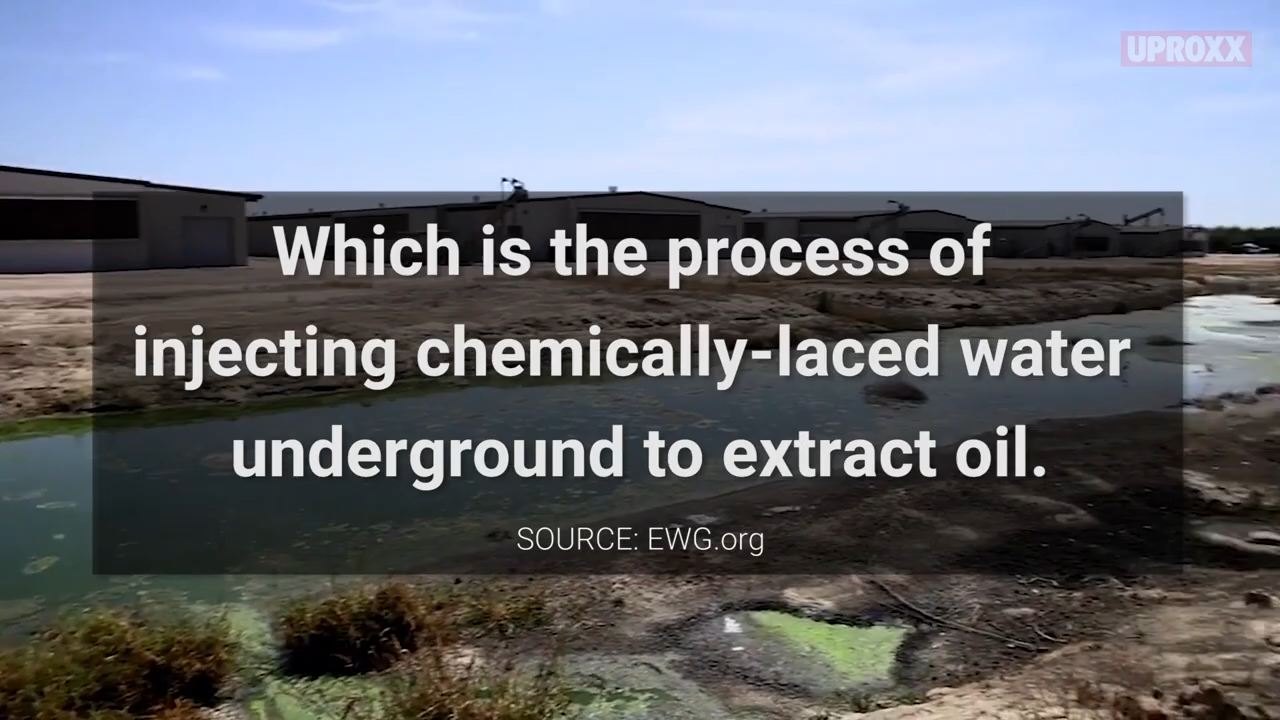 UPROXX
Which is the process of
injecting chemically-laced water
underground to extract oil.
SOURCE: EWG.org